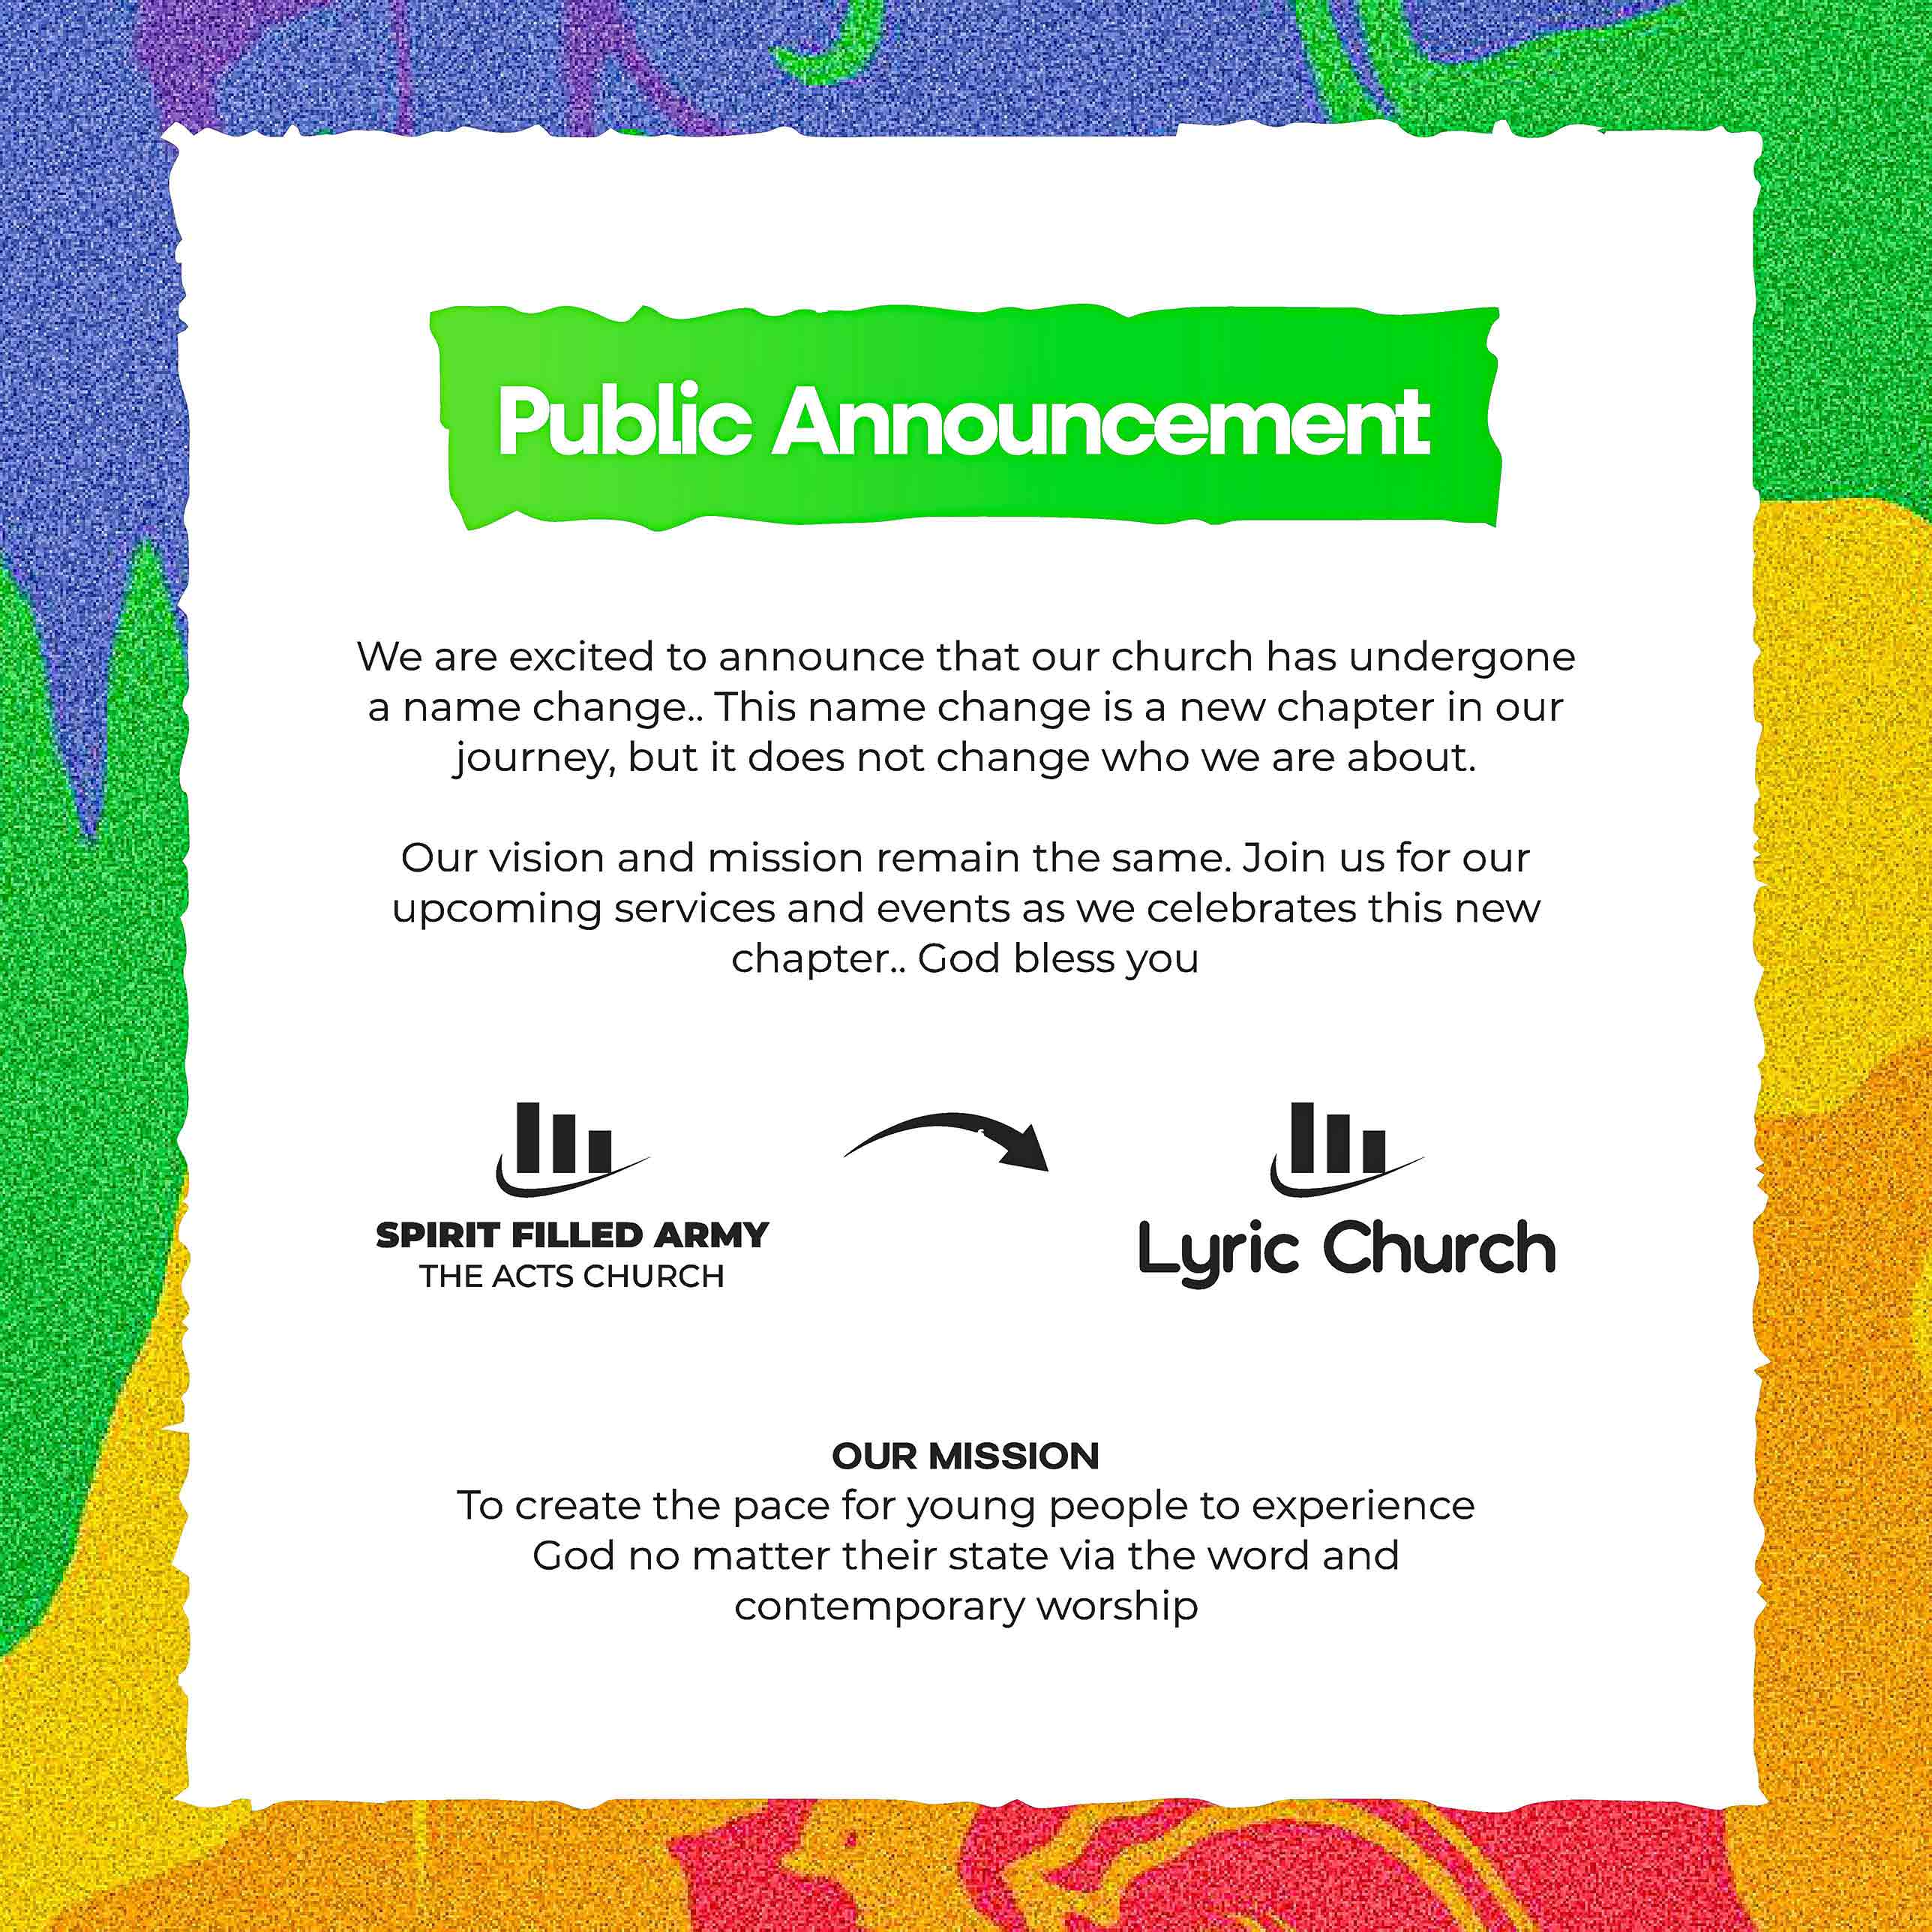 Public Announcement
We are excited to announce that our church has undergone
a name change.. This name change is a new chapter in our
journey, but it does not change who we are about.
Our vision and mission remain the same. Join us for our
upcoming services and events as we celebrates this new
chapter.. God bless you
SPIRIT FILLED ARMY
THE ACTS CHURCH
Lyric Church
OUR MISSION
To create the pace for young people to experience
God no matter their state via the word and
contemporary worship